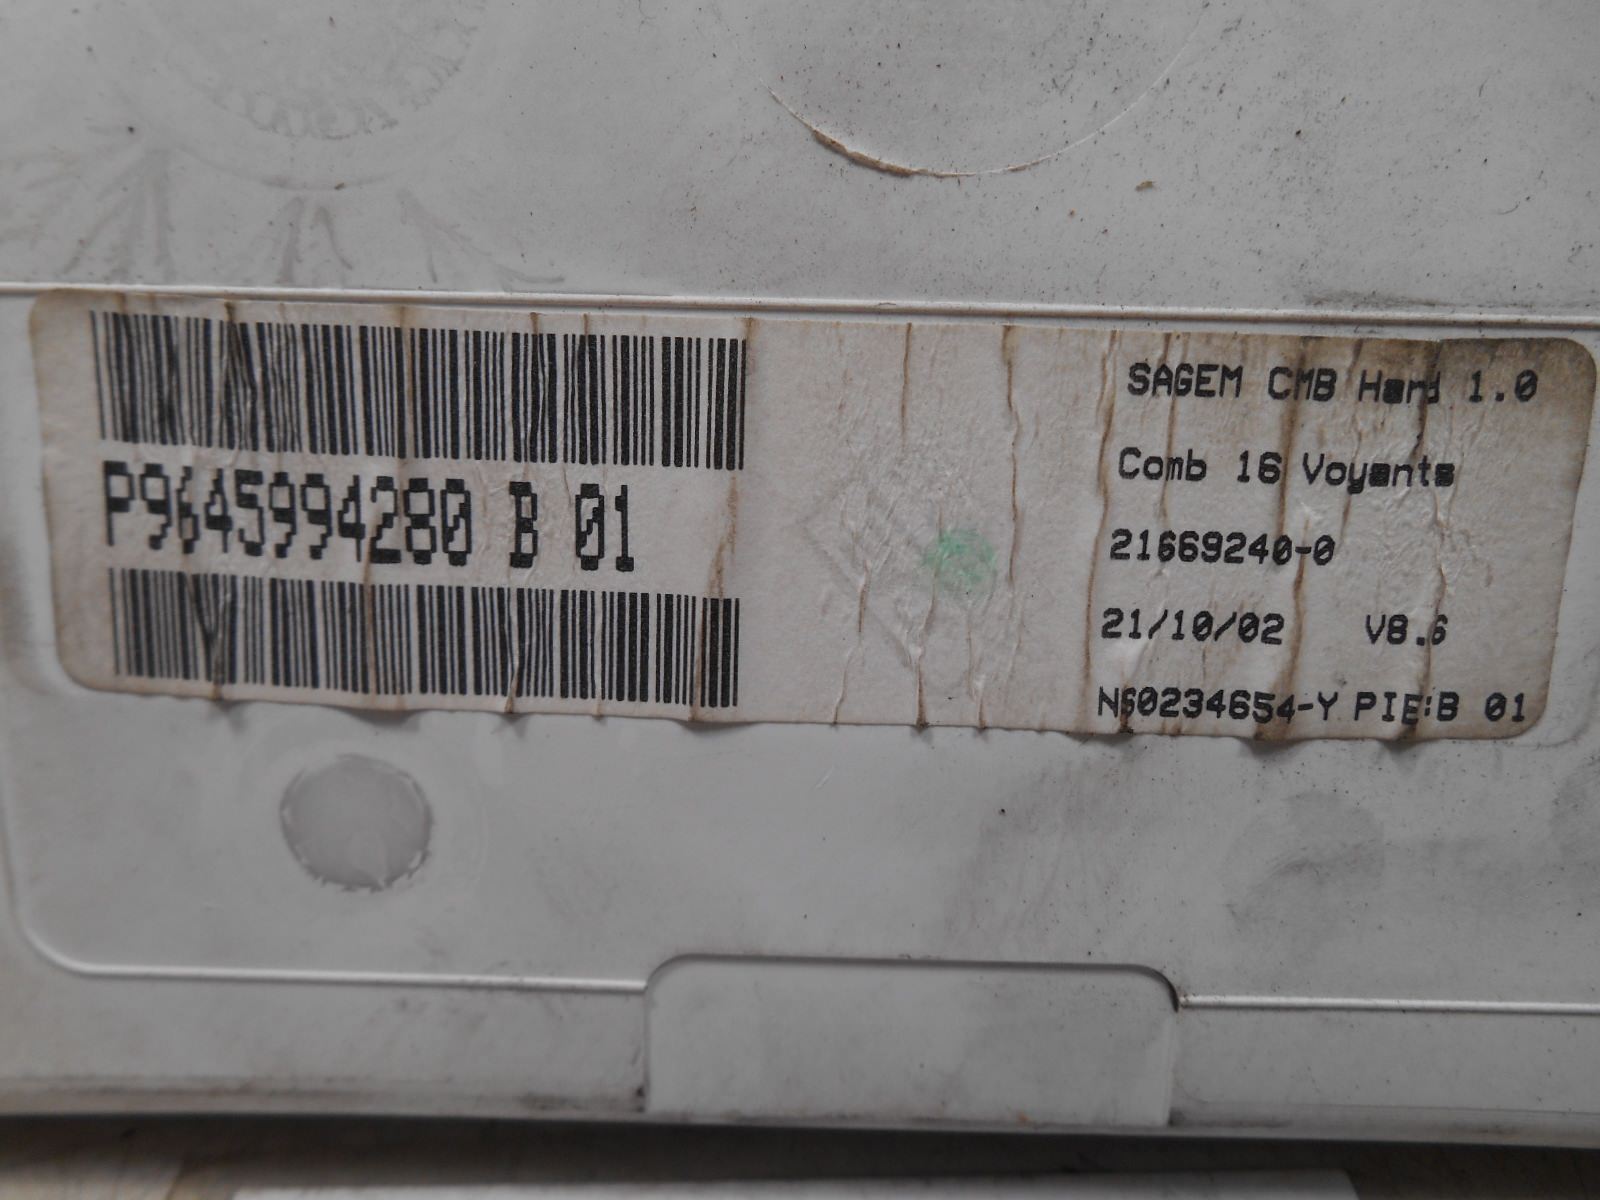 P9645994280 B 01
SAGEM CMB Hard 1.0
Comb 16 Voyants
21669240-0
21/10/02 V8.6
N60234654-Y PIE:B 01